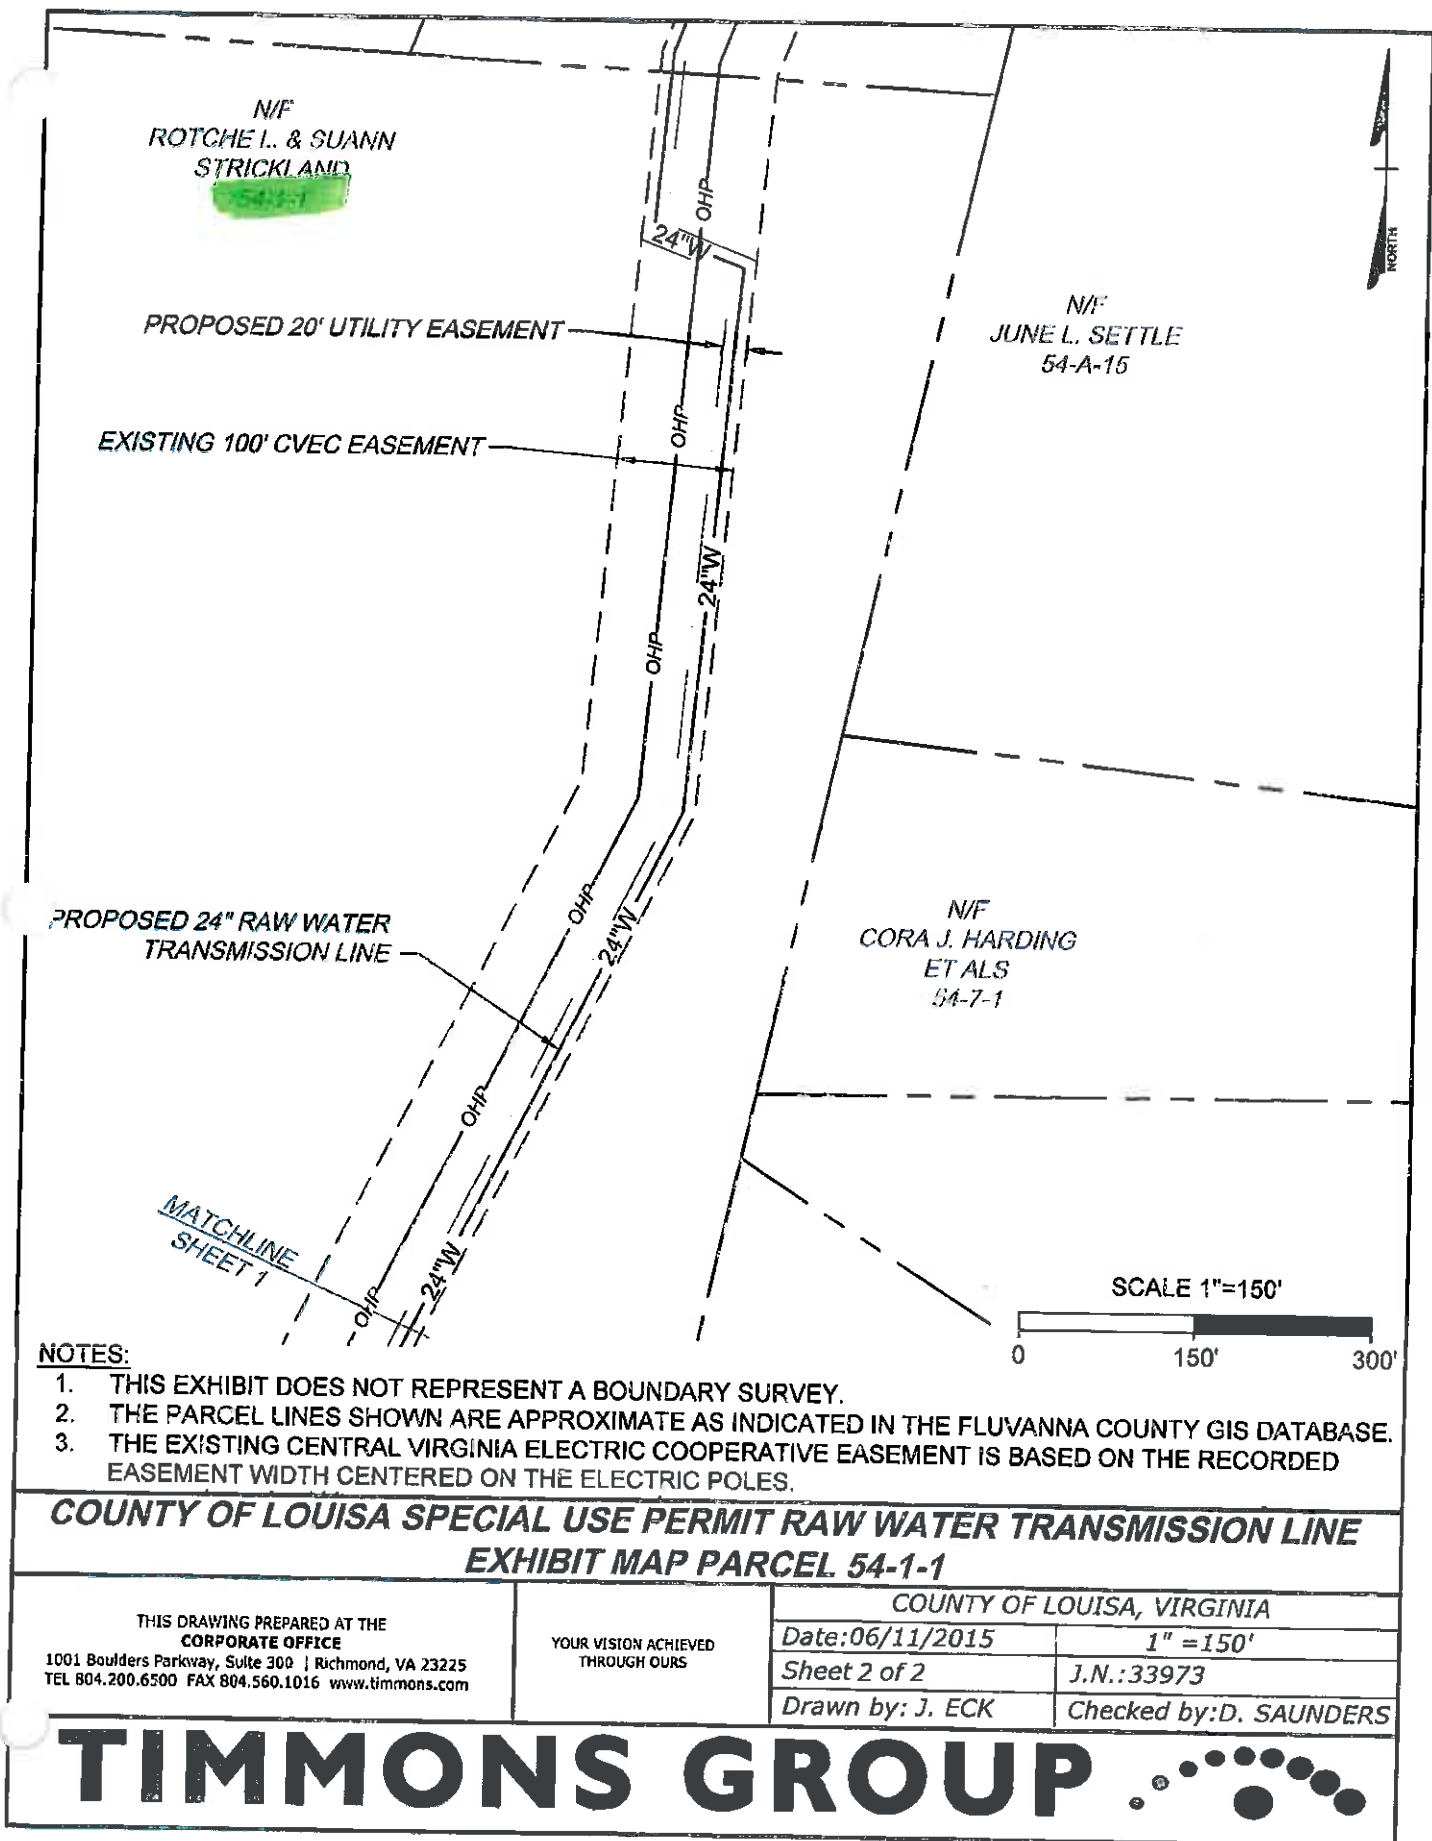 N/F
ROTCHE L. & SUANN
STRICKLAND
54-1-1
24"W
OHP
NORTH
PROPOSED 20' UTILITY EASEMENT
N/F
JUNE L. SETTLE
54-A-15
EXISTING 100' CVEC EASEMENT
OHP
24"W
OHP
PROPOSED 24" RAW WATER
TRANSMISSION LINE
OHP
24"W
N/F
CORA J. HARDING
ET ALS
54-7-1
OHP
MATCHLINE
SHEET 1
24"W
OHP
SCALE 1"=150'
0 150' 300'
NOTES:
1. THIS EXHIBIT DOES NOT REPRESENT A BOUNDARY SURVEY.
2. THE PARCEL LINES SHOWN ARE APPROXIMATE AS INDICATED IN THE FLUVANNA COUNTY GIS DATABASE.
3. THE EXISTING CENTRAL VIRGINIA ELECTRIC COOPERATIVE EASEMENT IS BASED ON THE RECORDED
EASEMENT WIDTH CENTERED ON THE ELECTRIC POLES.
COUNTY OF LOUISA SPECIAL USE PERMIT RAW WATER TRANSMISSION LINE
EXHIBIT MAP PARCEL 54-1-1
THIS DRAWING PREPARED AT THE
CORPORATE OFFICE
1001 Boulders Parkway, Suite 300 | Richmond, VA 23225
TEL 804.200.6500 FAX 804.560.1016 www.timmons.com
YOUR VISION ACHIEVED
THROUGH OURS
COUNTY OF LOUISA, VIRGINIA
Date:06/11/2015
1" =150'
Sheet 2 of 2
J.N.:33973
Drawn by: J. ECK
Checked by:D. SAUNDERS
TIMMONS GROUP